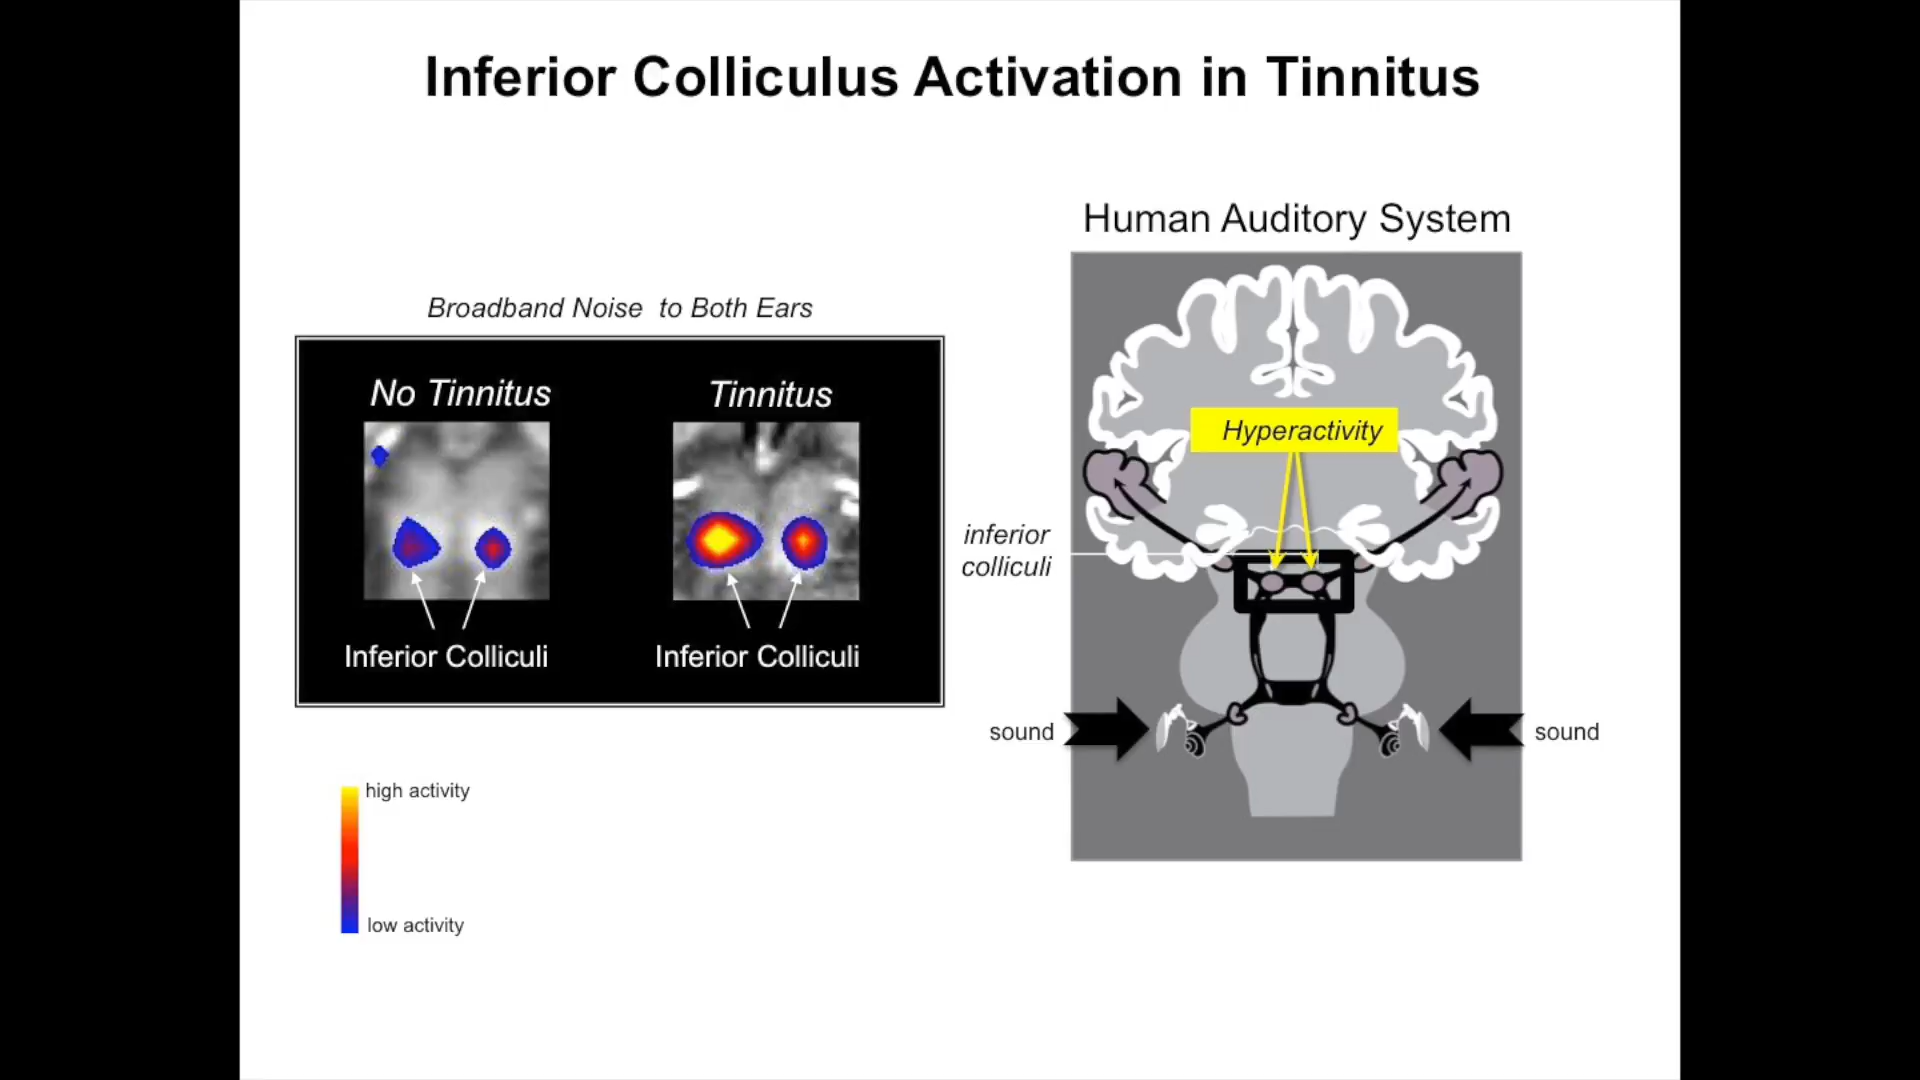 Inferior Colliculus Activation in Tinnitus
Human Auditory System
Broadband Noise to Both Ears
No Tinnitus
Tinnitus
Hyperactivity
inferior
colliculi
Inferior Colliculi
Inferior Colliculi
sound
sound
high activity
low activity